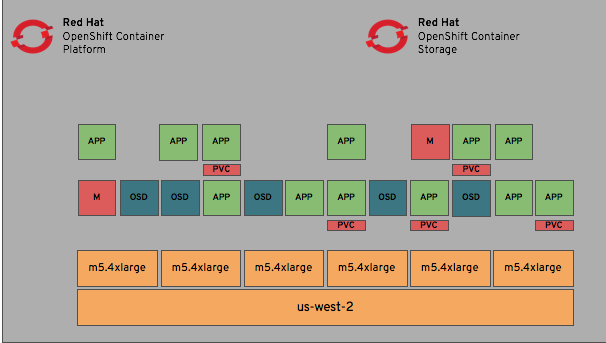 Red Hat
OpenShift Container
Platform
Red Hat
OpenShift Container
Storage
APP APP APP APP M APP APP
PVC PVC
M OSD OSD APP OSD APP APP OSD APP OSD APP APP
PVC PVC PVC
m5.4xlarge m5.4xlarge m5.4xlarge m5.4xlarge m5.4xlarge m5.4xlarge
us-west-2